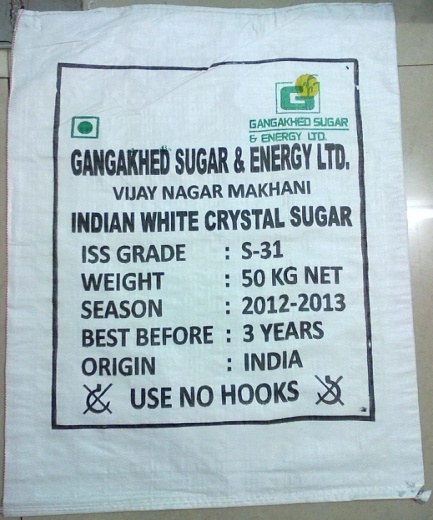 G
GANGAKHED SUGAR
& ENERGY LTD.
GANGAKHED SUGAR & ENERGY LTD.
VIJAY NAGAR MAKHANI
INDIAN WHITE CRYSTAL SUGAR
ISS GRADE : S-31
WEIGHT : 50 KG NET
SEASON : 2012-2013
BEST BEFORE : 3 YEARS
ORIGIN : INDIA
USE NO HOOKS